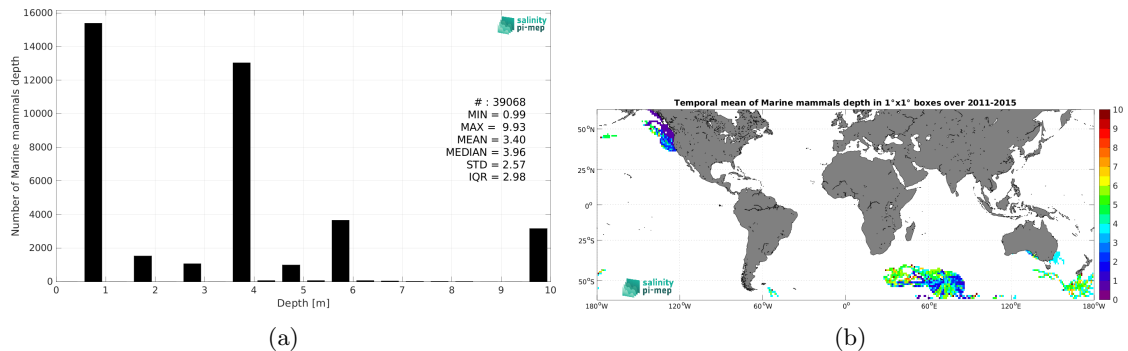 16000
14000
12000
10000
8000
6000
4000
2000
0
Number of Marine mammals depth
salinity
pi-mep
# : 39068
MIN = 0.99
MAX = 9.93
MEAN = 3.40
MEDIAN = 3.96
STD = 2.57
IQR = 2.98
1 2 3 4 5 6 7 8 9 10
Depth [m]
(a)
Temporal mean of Marine mammals depth in 1°x1° boxes over 2011-2015
50°N
25°N
0°
25°S
50°S
salinity
pi-mep
180°W 120°W 60°W 0° 60°E 120°E 180°W
10
9
8
7
6
5
4
3
2
1
0
(b)